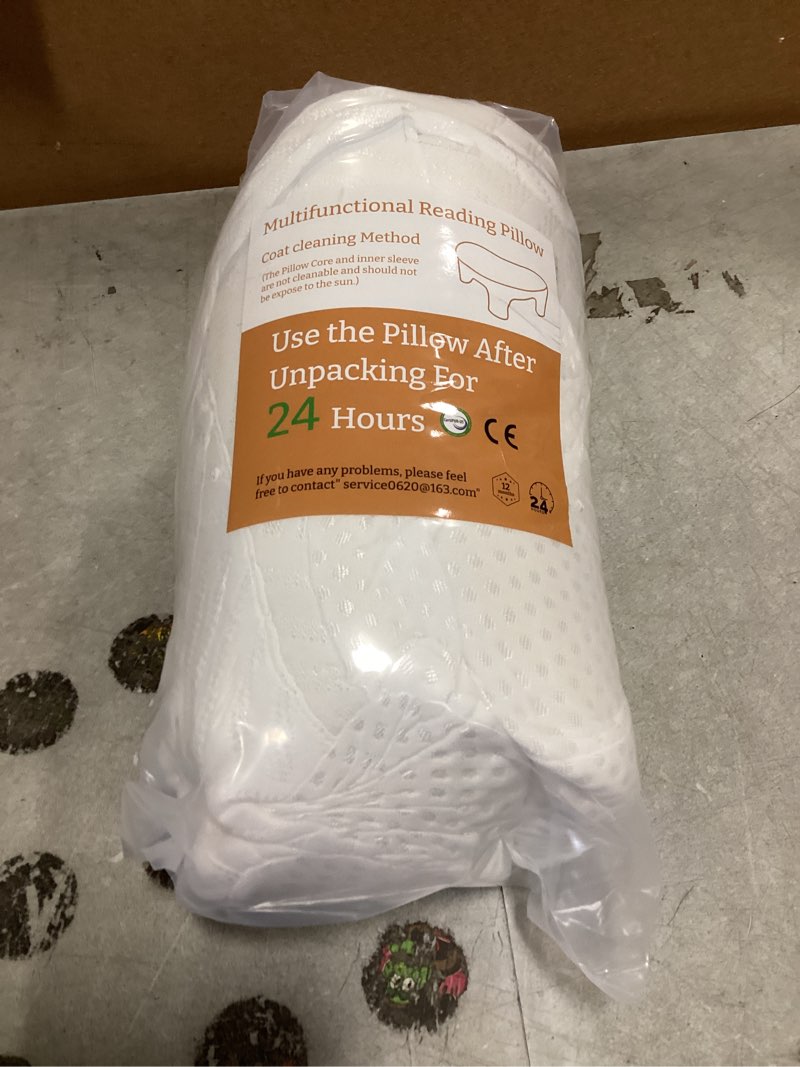 Multifunctional Reading Pillow
Coat cleaning Method
(The Pillow Core and inner sleeve
are not cleanable and should not
be expose to the sun.)
Use the Pillow After
Unpacking For
24 Hours
CE
If you have any problems, please feel
free to contact" service0620@163.com"
12
24